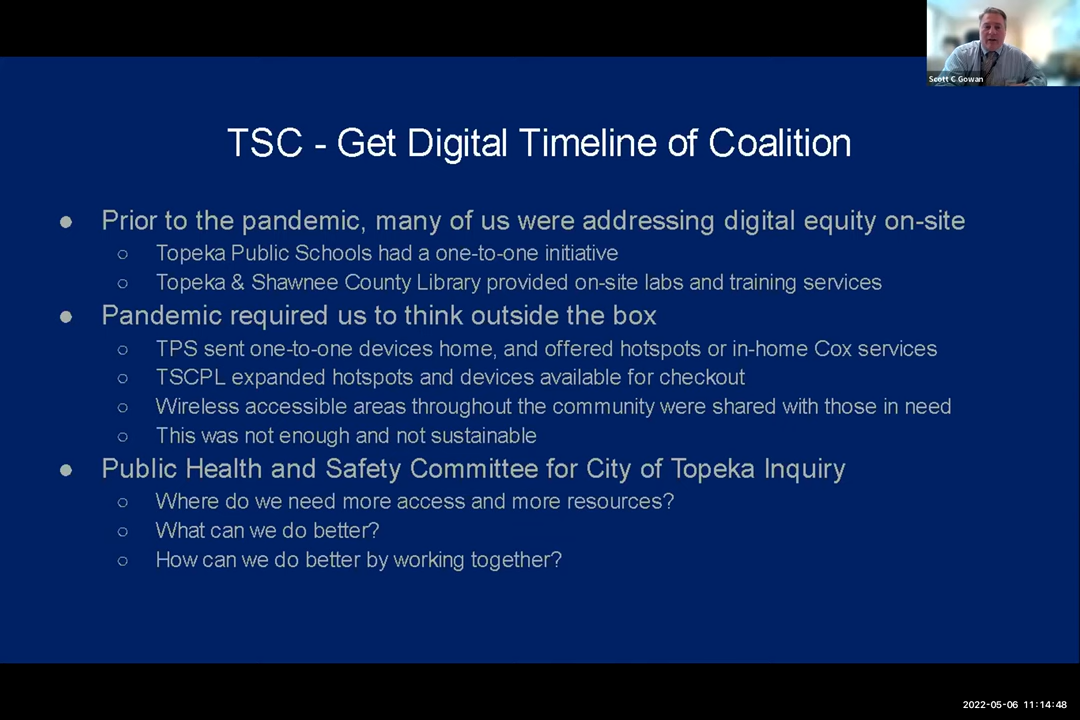 Scott C Gowan
TSC - Get Digital Timeline of Coalition
● Prior to the pandemic, many of us were addressing digital equity on-site
○ Topeka Public Schools had a one-to-one initiative
○ Topeka & Shawnee County Library provided on-site labs and training services
● Pandemic required us to think outside the box
○ TPS sent one-to-one devices home, and offered hotspots or in-home Cox services
○ TSCPL expanded hotspots and devices available for checkout
○ Wireless accessible areas throughout the community were shared with those in need
○ This was not enough and not sustainable
● Public Health and Safety Committee for City of Topeka Inquiry
○ Where do we need more access and more resources?
○ What can we do better?
○ How can we do better by working together?
2022-05-06 11:14:48